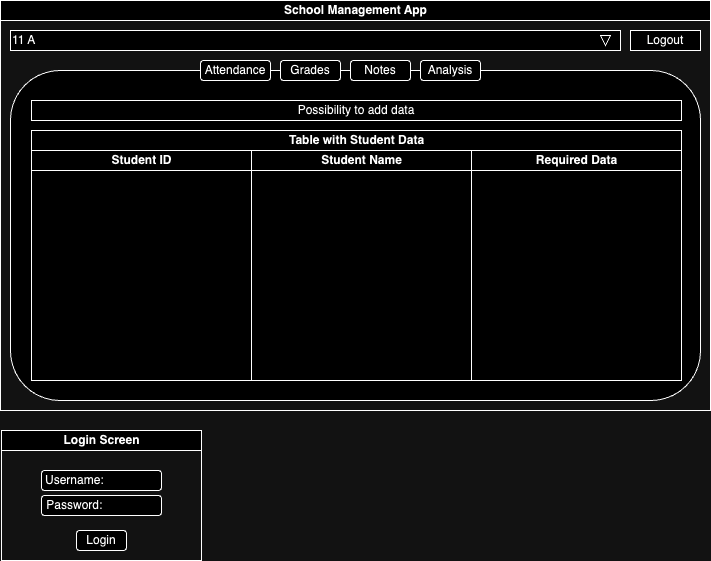 School Management App
11 A
Logout
Attendance Grades Notes Analysis
Possibility to add data
Table with Student Data
Student ID Student Name Required Data
Login Screen
Username:
Password:
Login